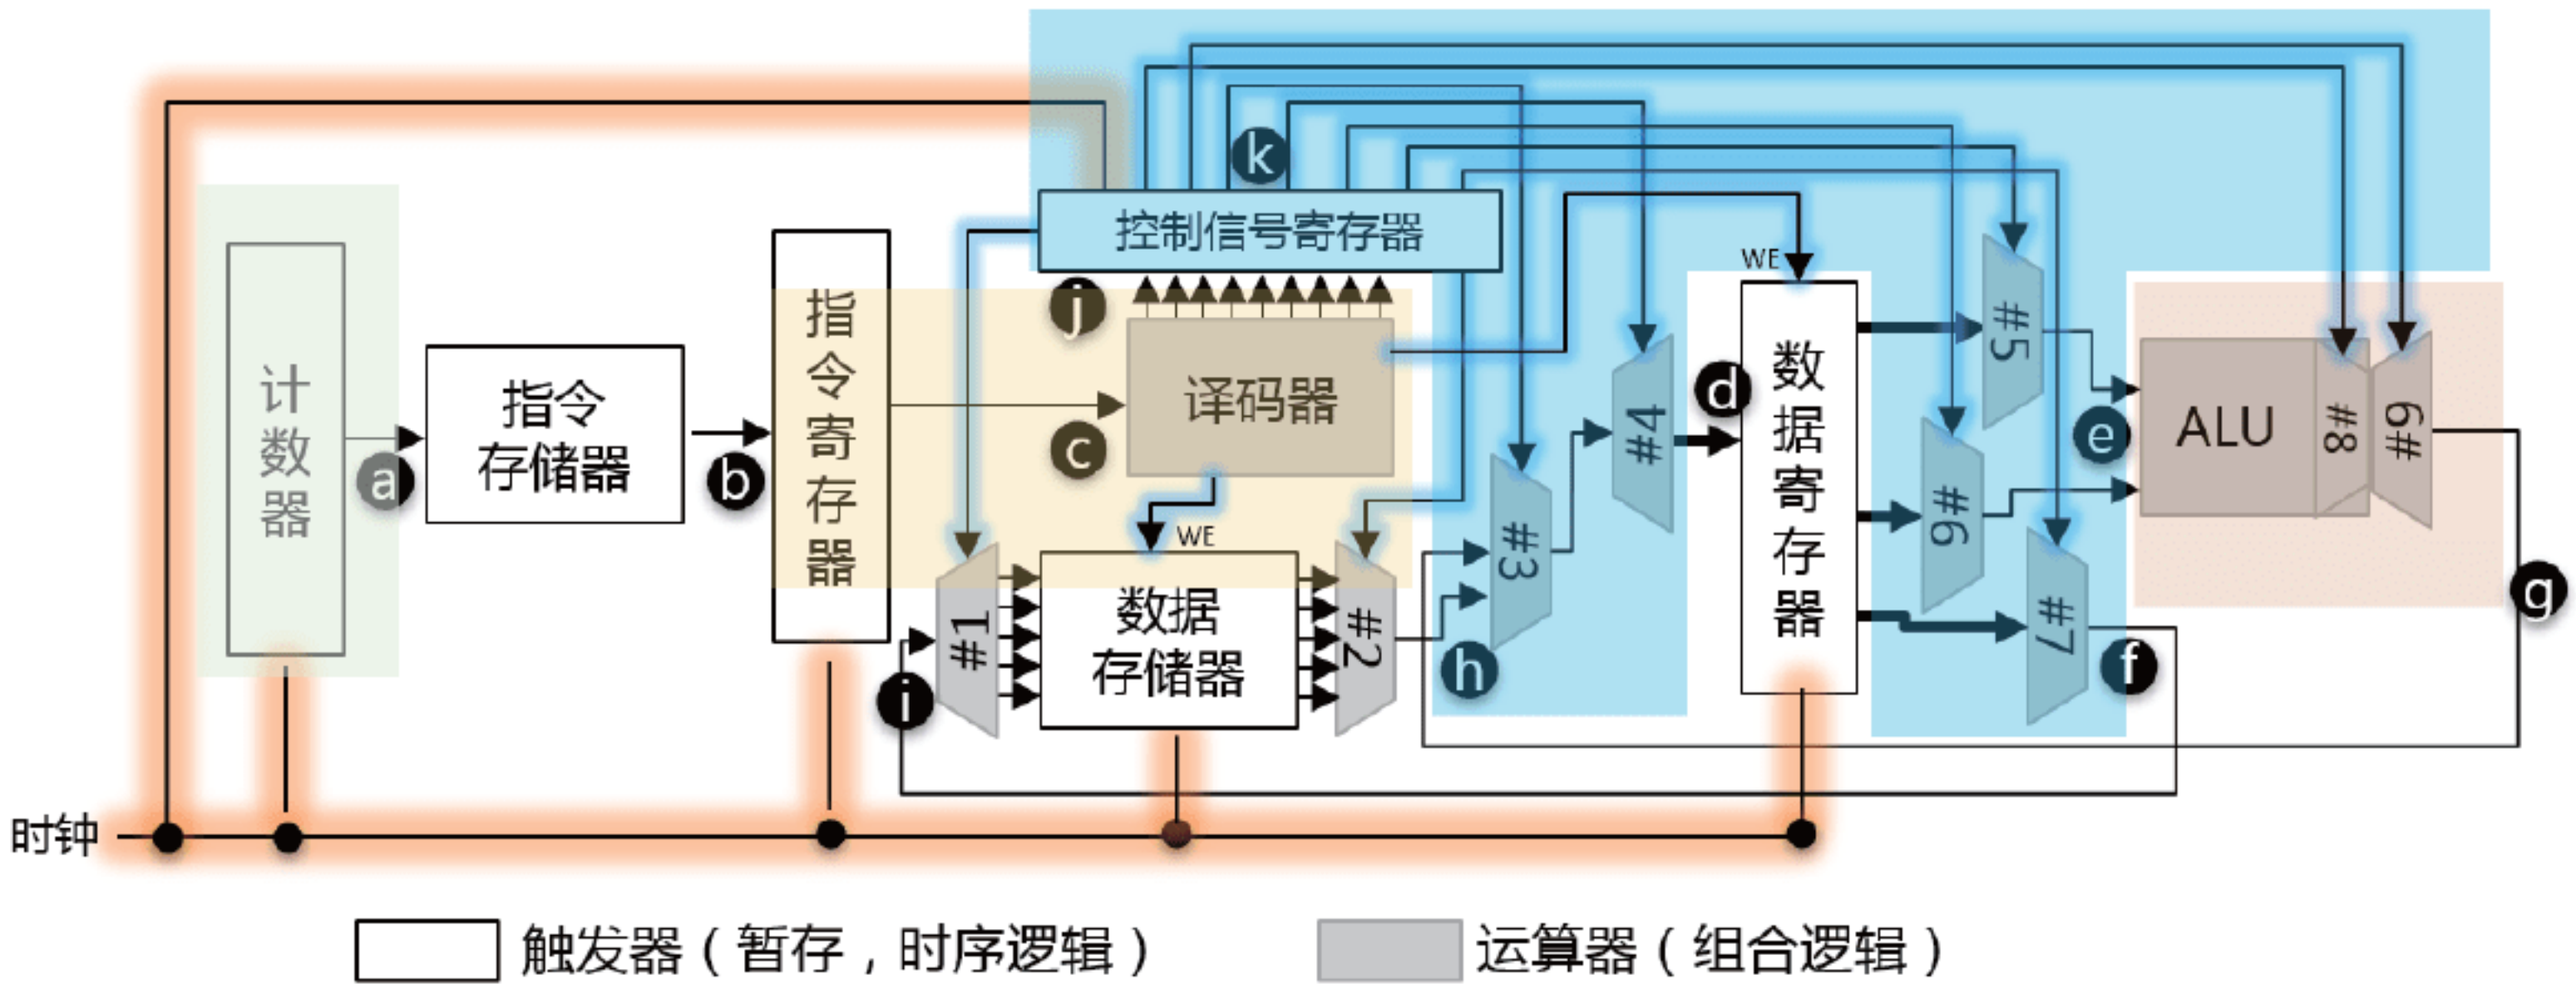 k
控制信号寄存器
WE
j
指令寄存器
计数器
指令
存储器
a
b
c
译码器
WE
d
数据寄存器
#5
#4
#3
#6
#7
e
ALU
#8
#9
g
f
h
i
#1
数据
存储器
#2
时钟
触发器（暂存，时序逻辑）
运算器（组合逻辑）